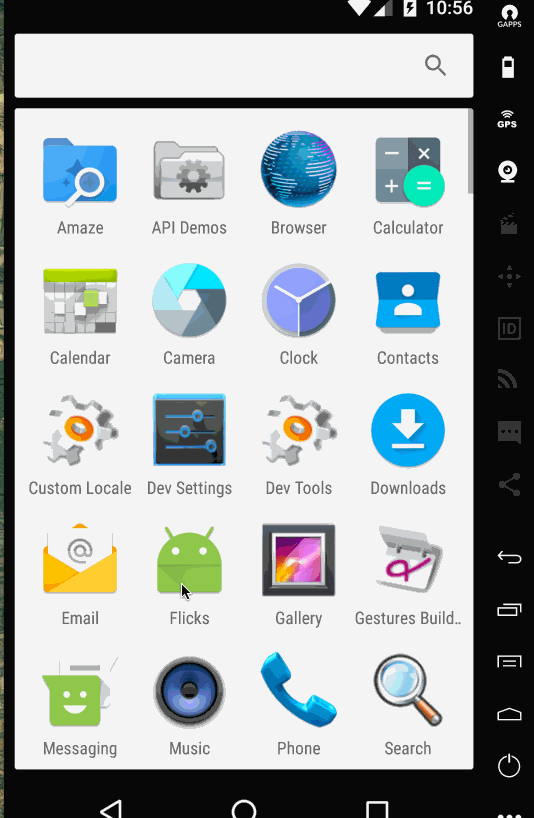 10:56
GAPPS
GPS
Amaze
API Demos
Browser
Calculator
Calendar
Camera
Clock
Contacts
ID
Custom Locale
Dev Settings
Dev Tools
Downloads
@
Email
Flicks
Gallery
Gestures Build..
Messaging
Music
Phone
Search